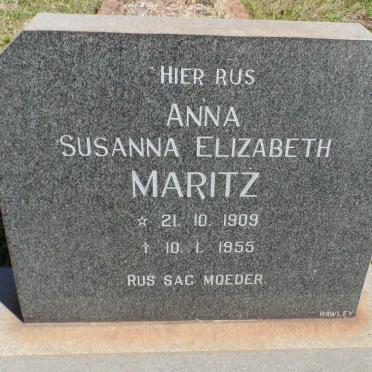 HIER RUS
ANNA
SUSANNA ELIZABETH
MARITZ
☆ 21. 10. 1909
† 10. 1. 1955
RUS SAG MOEDER.
HAWLEY